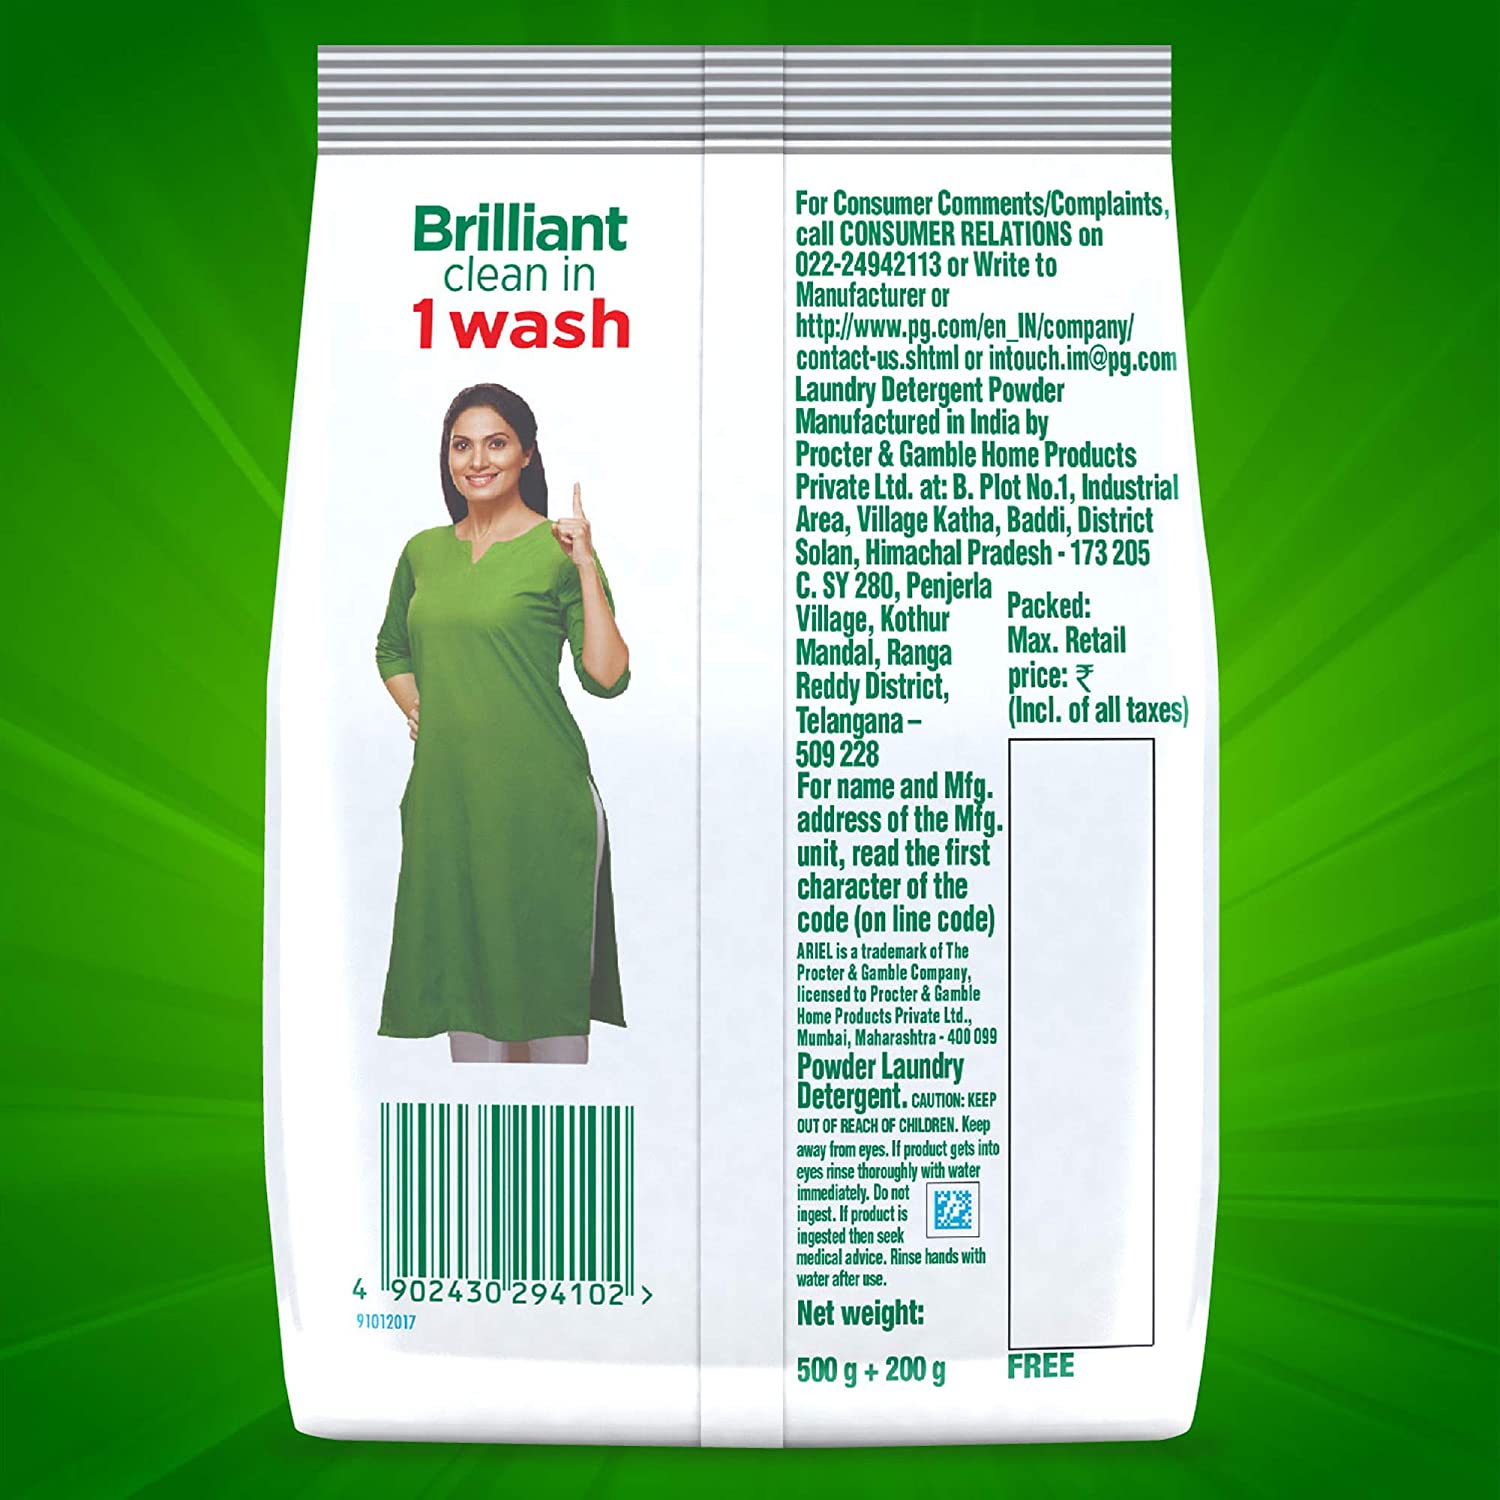 Brilliant
clean in
1 wash
4 902430 294102 >
91012017
For Consumer Comments/Complaints,
call CONSUMER RELATIONS on
022-24942113 or Write to
Manufacturer or
http://www.pg.com/en_IN/company/
contact-us.shtml or intouch.im@pg.com
Laundry Detergent Powder
Manufactured in India by
Procter & Gamble Home Products
Private Ltd. at: B. Plot No.1, Industrial
Area, Village Katha, Baddi, District
Solan, Himachal Pradesh - 173 205
C. SY 280, Penjerla
Village, Kothur
Mandal, Ranga
Reddy District,
Telangana –
509 228
For name and Mfg.
address of the Mfg.
unit, read the first
character of the
code (on line code)
ARIEL is a trademark of The
Procter & Gamble Company,
licensed to Procter & Gamble
Home Products Private Ltd.,
Mumbai, Maharashtra - 400 099
Powder Laundry
Detergent. CAUTION: KEEP
OUT OF REACH OF CHILDREN. Keep
away from eyes. If product gets into
eyes rinse thoroughly with water
immediately. Do not
ingest. If product is
ingested then seek
medical advice. Rinse hands with
water after use.
Net weight:
500 g + 200 g
Packed:
Max. Retail
price: ₹
(Incl. of all taxes)
FREE